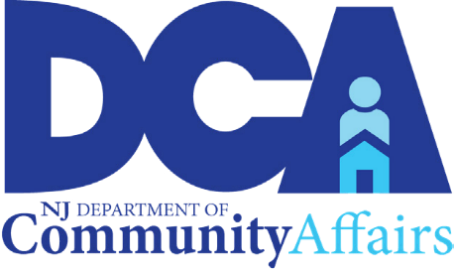 DCA
NJ DEPARTMENT OF
CommunityAffairs